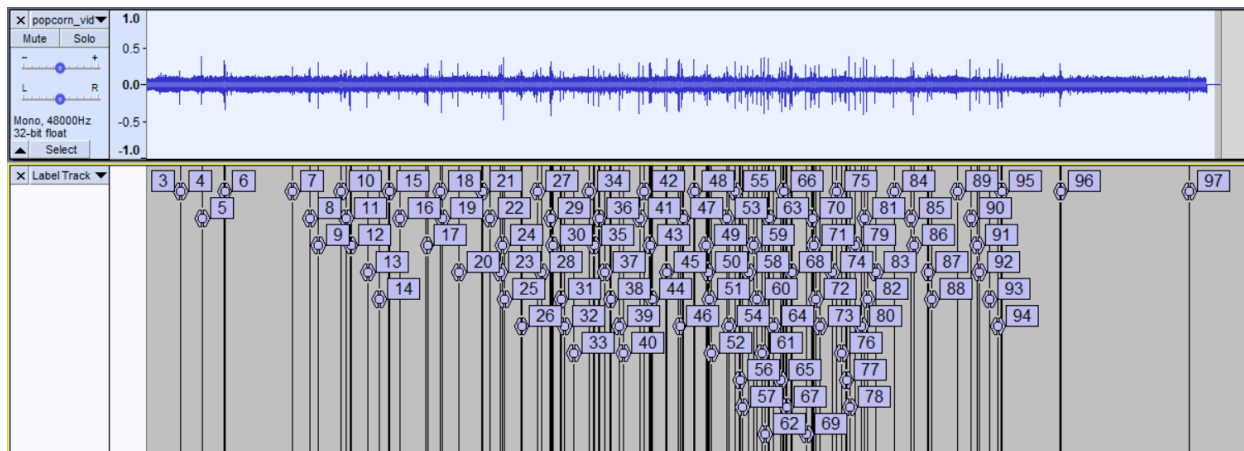 popcorn_vid
Mute Solo
- +
L R
Mono, 48000Hz
32-bit float
Select
1.0
0.5
0.0
-0.5
-1.0
Label Track
3 4 6 7 10 15 18 21 27 34 42 48 55 66 75 84 89 95 96 97
5 8 11 16 19 22 29 36 41 47 53 63 70 81 85 90
9 12 17 24 30 35 43 49 59 71 79 86 91
13 20 23 28 37 45 50 58 68 74 83 87 92
14 25 31 38 44 51 60 72 82 88 93
26 32 39 46 54 64 73 80 94
33 40 52 61 76
56 65 77
57 67 78
62 69